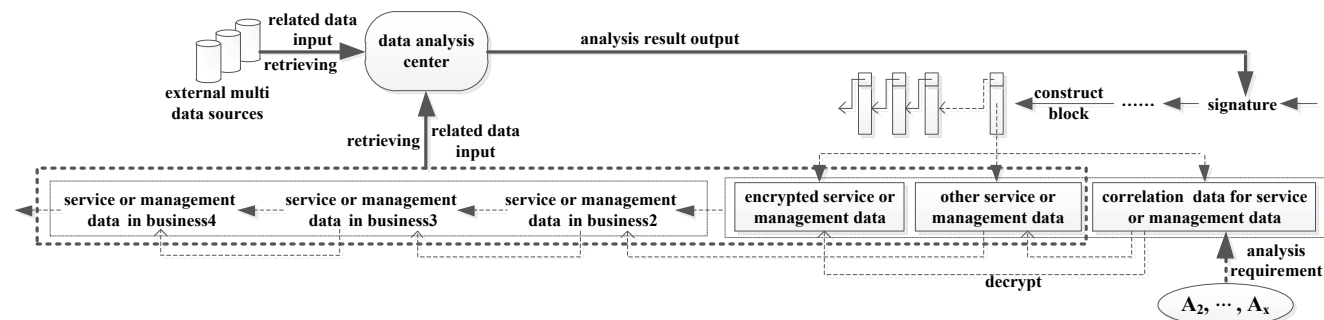 related data
input
retrieving
external multi
data sources
data analysis
center
analysis result output
construct
block
......
signature
retrieving
related data
input
service or management
data in business4
service or management
data in business3
service or management
data in business2
encrypted service or
management data
other service or
management data
correlation data for service
or management data
decrypt
analysis
requirement
A₂, ··· , Aₓ